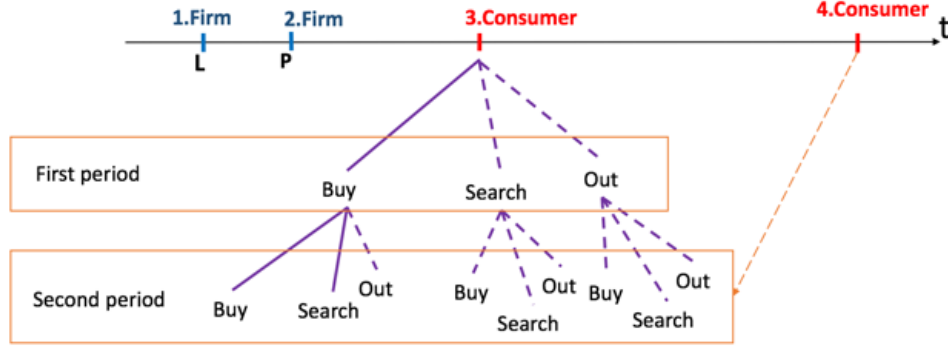 1.Firm 2.Firm 3.Consumer 4.Consumer
t
L P
First period
Buy Search Out
Second period
Buy Search Out Buy Search Out Buy Search Out